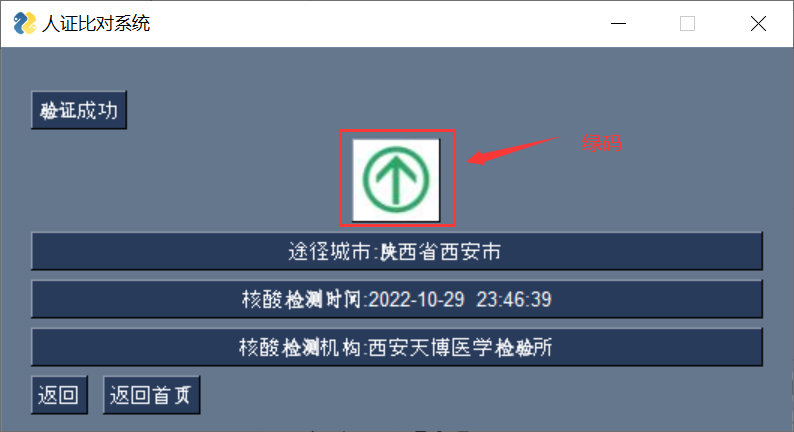 人证比对系统
验证成功
绿码
途径城市:陕西省西安市
核酸检测时间:2022-10-29 23:46:39
核酸检测机构:西安天博医学检验所
返回
返回首页